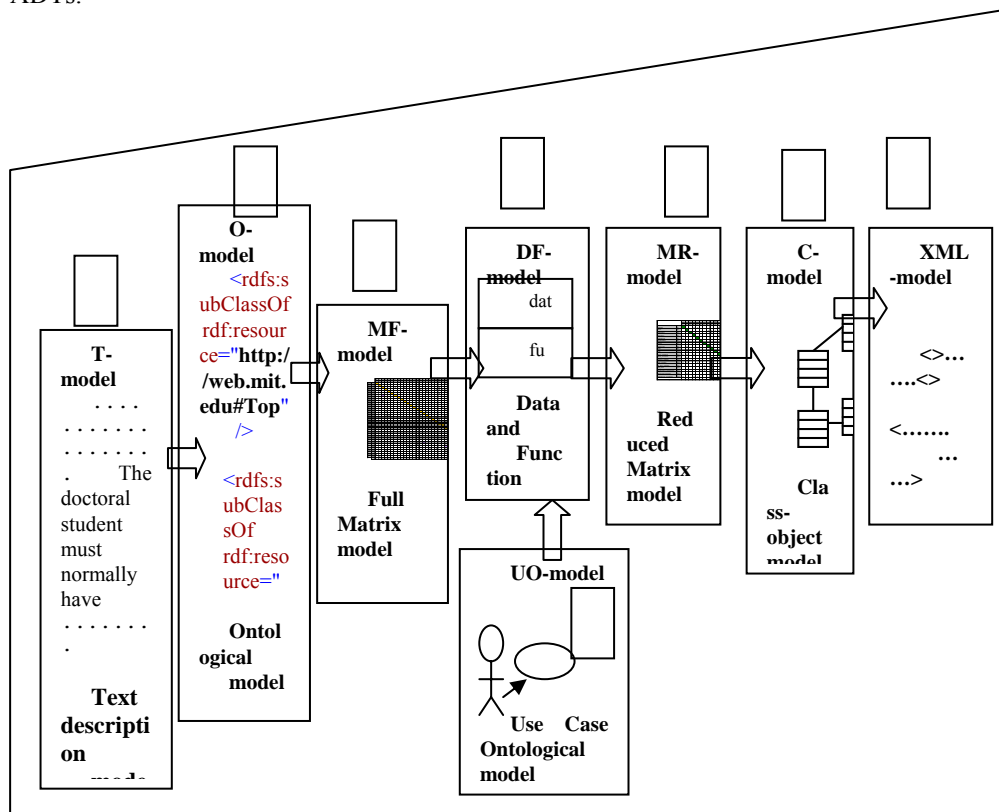 ADTs.
T-
model
. . . .
. . . . . . .
. . . . . . .
. The
doctoral
student
must
normally
have
. . . . . . .
.
Text
descripti
on
O-
model
<rdfs:s
ubClassOf
rdf:resour
ce="http:/
/web.mit.
edu#Top"
/>
<rdfs:s
ubClas
sOf
rdf:reso
urce="
Ontol
ogical
model
MF-
model
Full
Matrix
model
DF-
model
dat
fu
Data
and
Func
tion
UO-model
Use Case
Ontological
model
MR-
model
Red
uced
Matrix
model
C-
model
Cla
ss-
object
model
XML
-model
<>...
....<>
<.......
...
...>